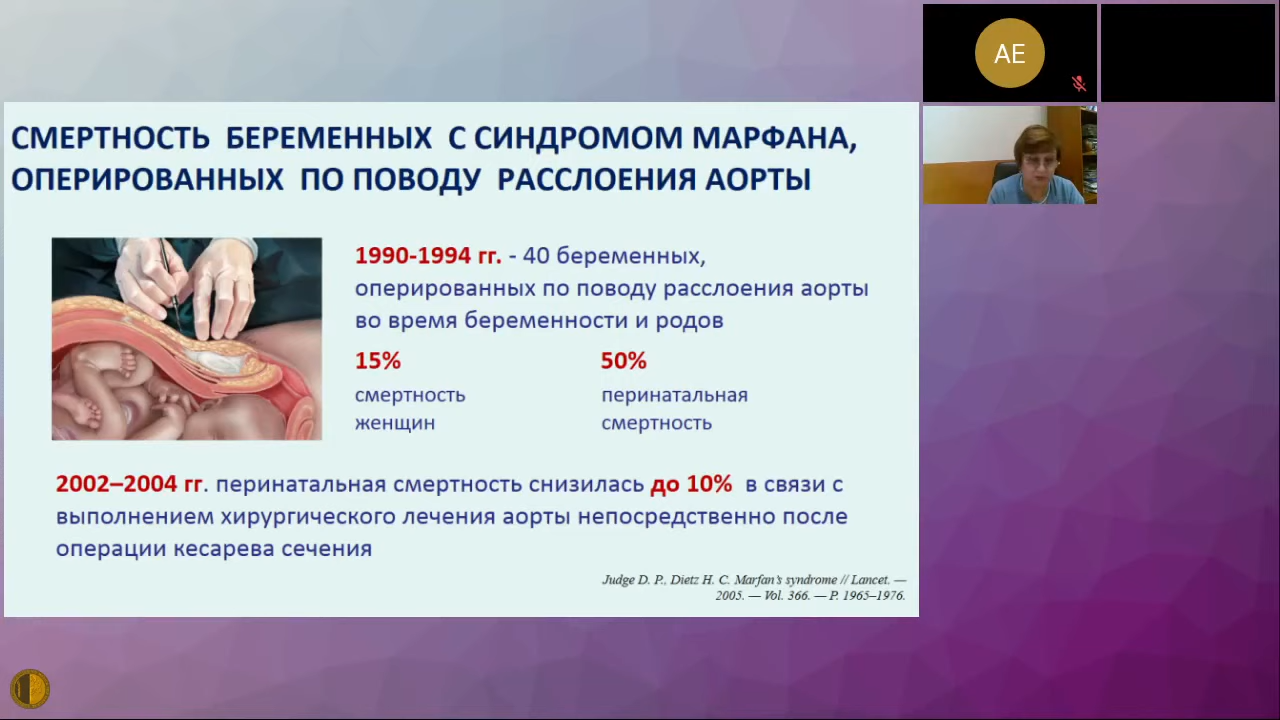 СМЕРТНОСТЬ БЕРЕМЕННЫХ С СИНДРОМОМ МАРФАНА,
ОПЕРИРОВАННЫХ ПО ПОВОДУ РАССЛОЕНИЯ АОРТЫ
1990-1994 гг. - 40 беременных,
оперированных по поводу расслоения аорты
во время беременности и родов
15%
смертность
женщин
50%
перинатальная
смертность
2002–2004 гг. перинатальная смертность снизилась до 10% в связи с
выполнением хирургического лечения аорты непосредственно после
операции кесарева сечения
Judge D. P., Dietz H. C. Marfan's syndrome // Lancet. —
2005. — Vol. 366. — P. 1965–1976.
AE